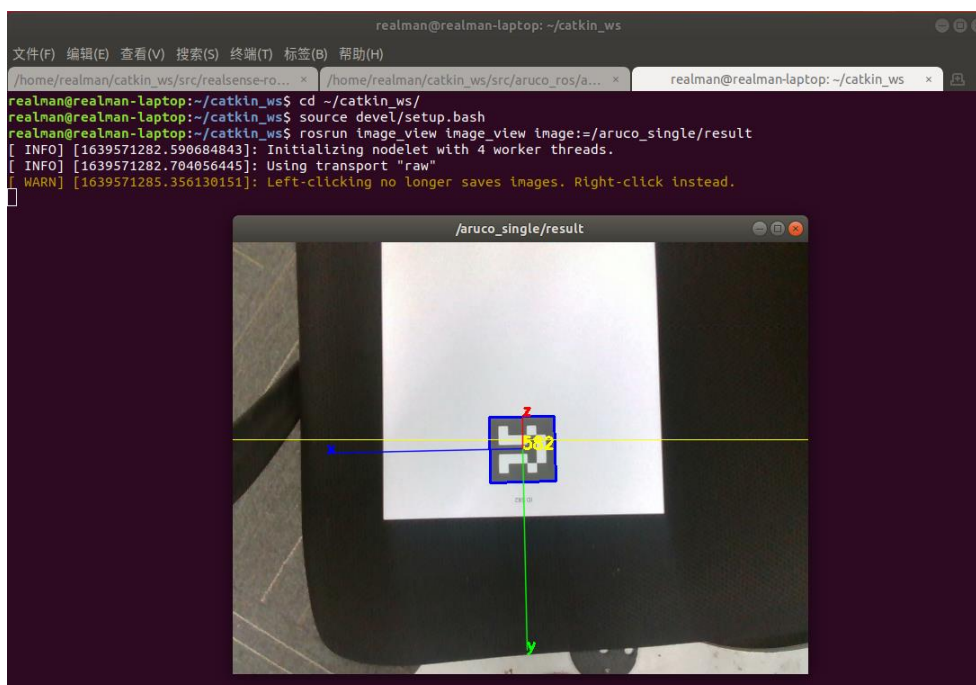 realman@realman-laptop: ~/catkin_ws
文件(F) 编辑(E) 查看(V) 搜索(S) 终端(T) 标签(B) 帮助(H)
/home/realman/catkin_ws/src/realsense-ro... × /home/realman/catkin_ws/src/aruco_ros/a... × realman@realman-laptop: ~/catkin_ws ×
realman@realman-laptop:~/catkin_ws$ cd ~/catkin_ws/
realman@realman-laptop:~/catkin_ws$ source devel/setup.bash
realman@realman-laptop:~/catkin_ws$ rosrun image_view image_view image:=/aruco_single/result
[ INFO] [1639571282.590684843]: Initializing nodelet with 4 worker threads.
[ INFO] [1639571282.704056445]: Using transport "raw"
[ WARN] [1639571285.356130151]: Left-clicking no longer saves images. Right-click instead.
/aruco_single/result
z
582
x
y